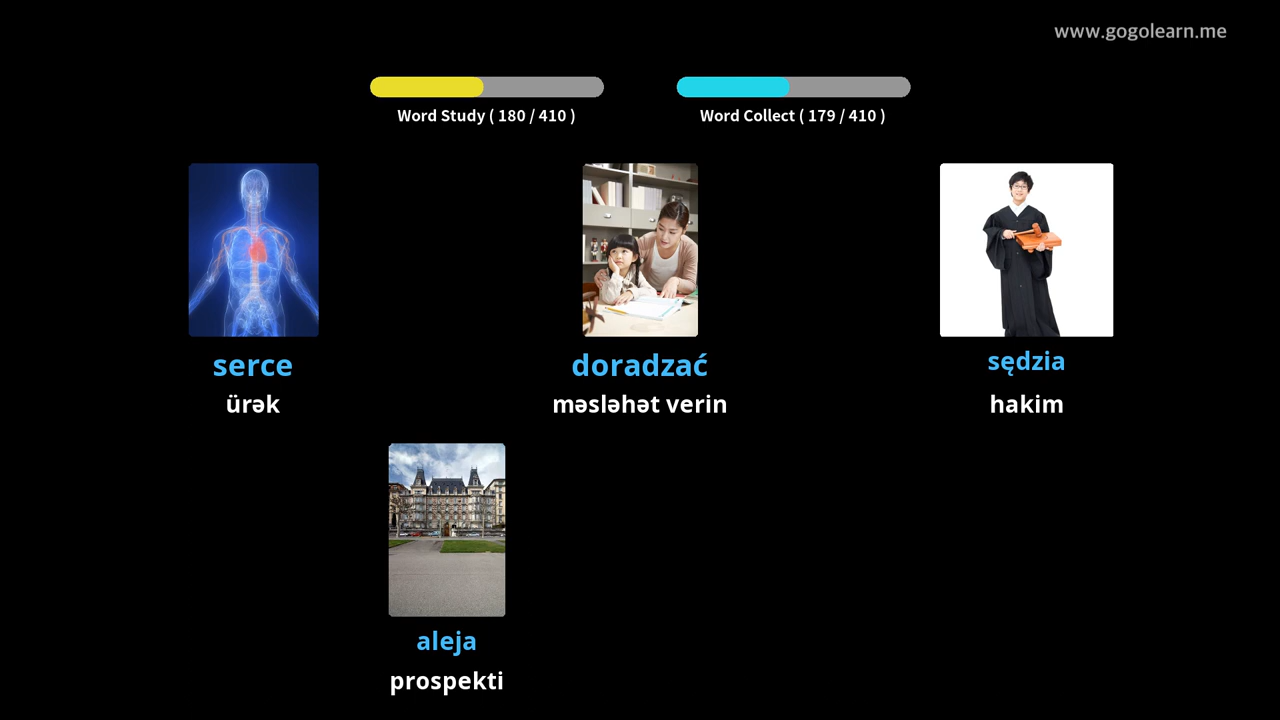 www.gogolearn.me
Word Study ( 180 / 410 )
Word Collect ( 179 / 410 )
serce
ürək
doradzać
məsləhət verin
sędzia
hakim
aleja
prospekti